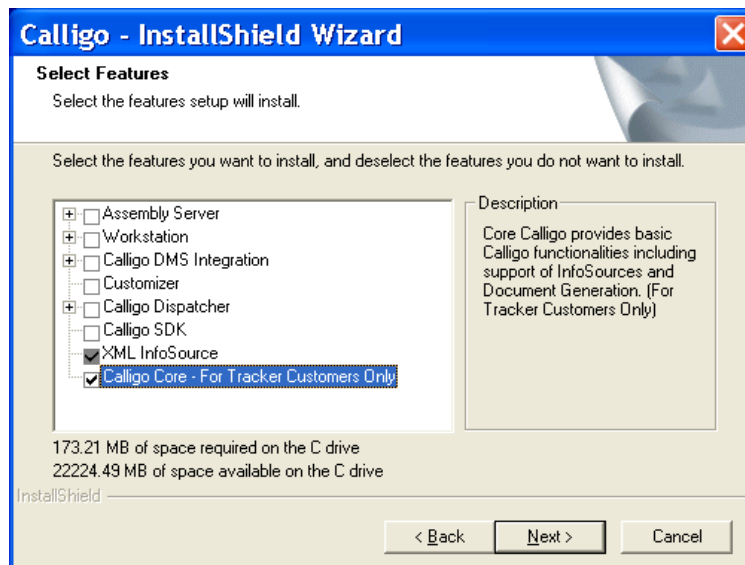 Calligo - InstallShield Wizard
Select Features
Select the features setup will install.
Select the features you want to install, and deselect the features you do not want to install.
Assembly Server
Workstation
Calligo DMS Integration
Customizer
Calligo Dispatcher
Calligo SDK
XML InfoSource
Calligo Core - For Tracker Customers Only
Description
Core Calligo provides basic
Calligo functionalities including
support of InfoSources and
Document Generation. (For
Tracker Customers Only)
173.21 MB of space required on the C drive
22224.49 MB of space available on the C drive
InstallShield
< Back
Next >
Cancel